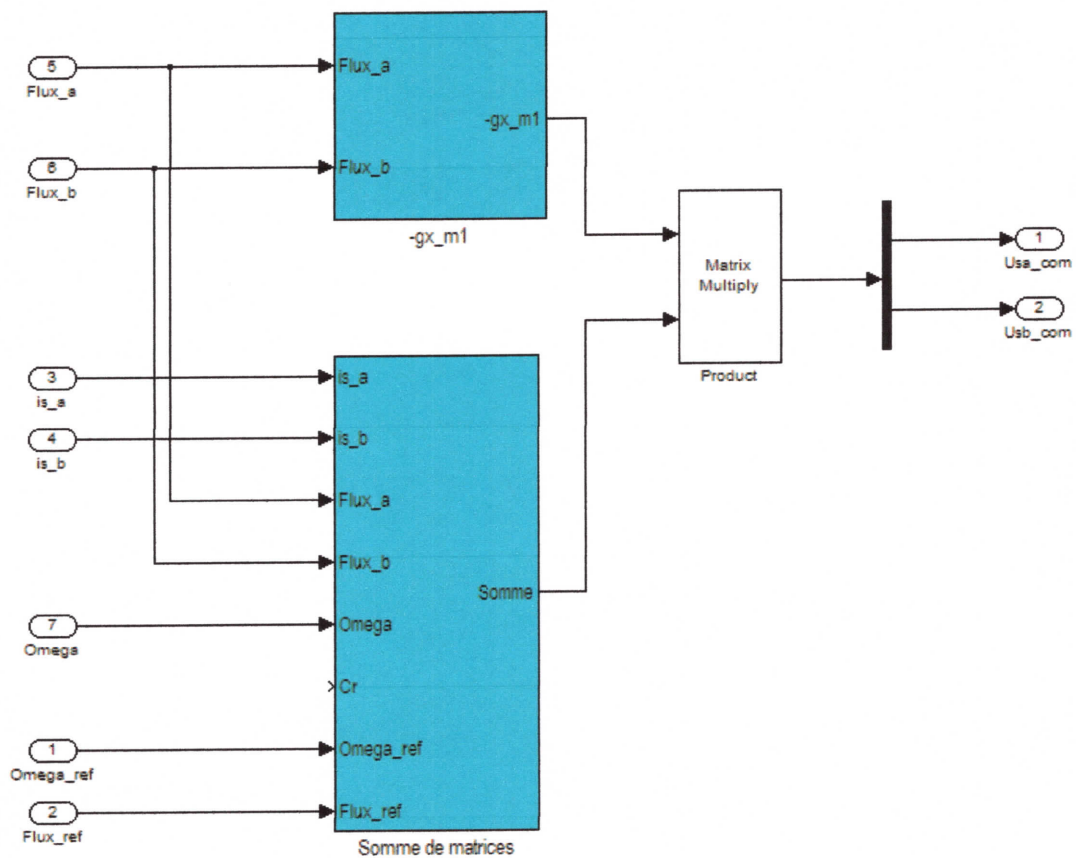 5
Flux_a
6
Flux_b
Flux_a
Flux_b
-gx_m1
-gx_m1
3
is_a
4
is_b
7
Omega
1
Omega_ref
2
Flux_ref
is_a
is_b
Flux_a
Flux_b
Omega
Cr
Omega_ref
Flux_ref
Somme
Somme de matrices
Matrix
Multiply
Product
1
Usa_com
2
Usb_com